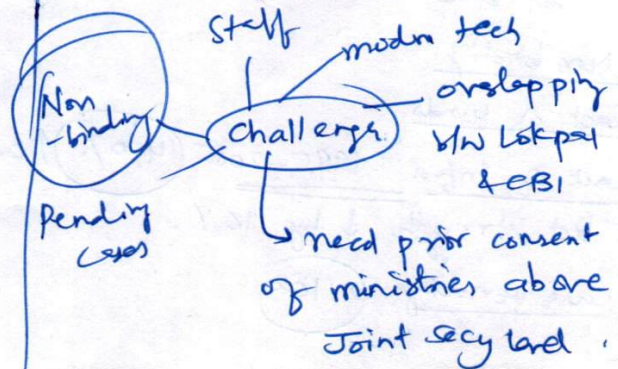 Staff
modrn tech
Non
-binding
Challenges
overlapping
b/w Lokpal
& CBI
Pending
cases
need prior consent
of ministries above
Joint Secy level.